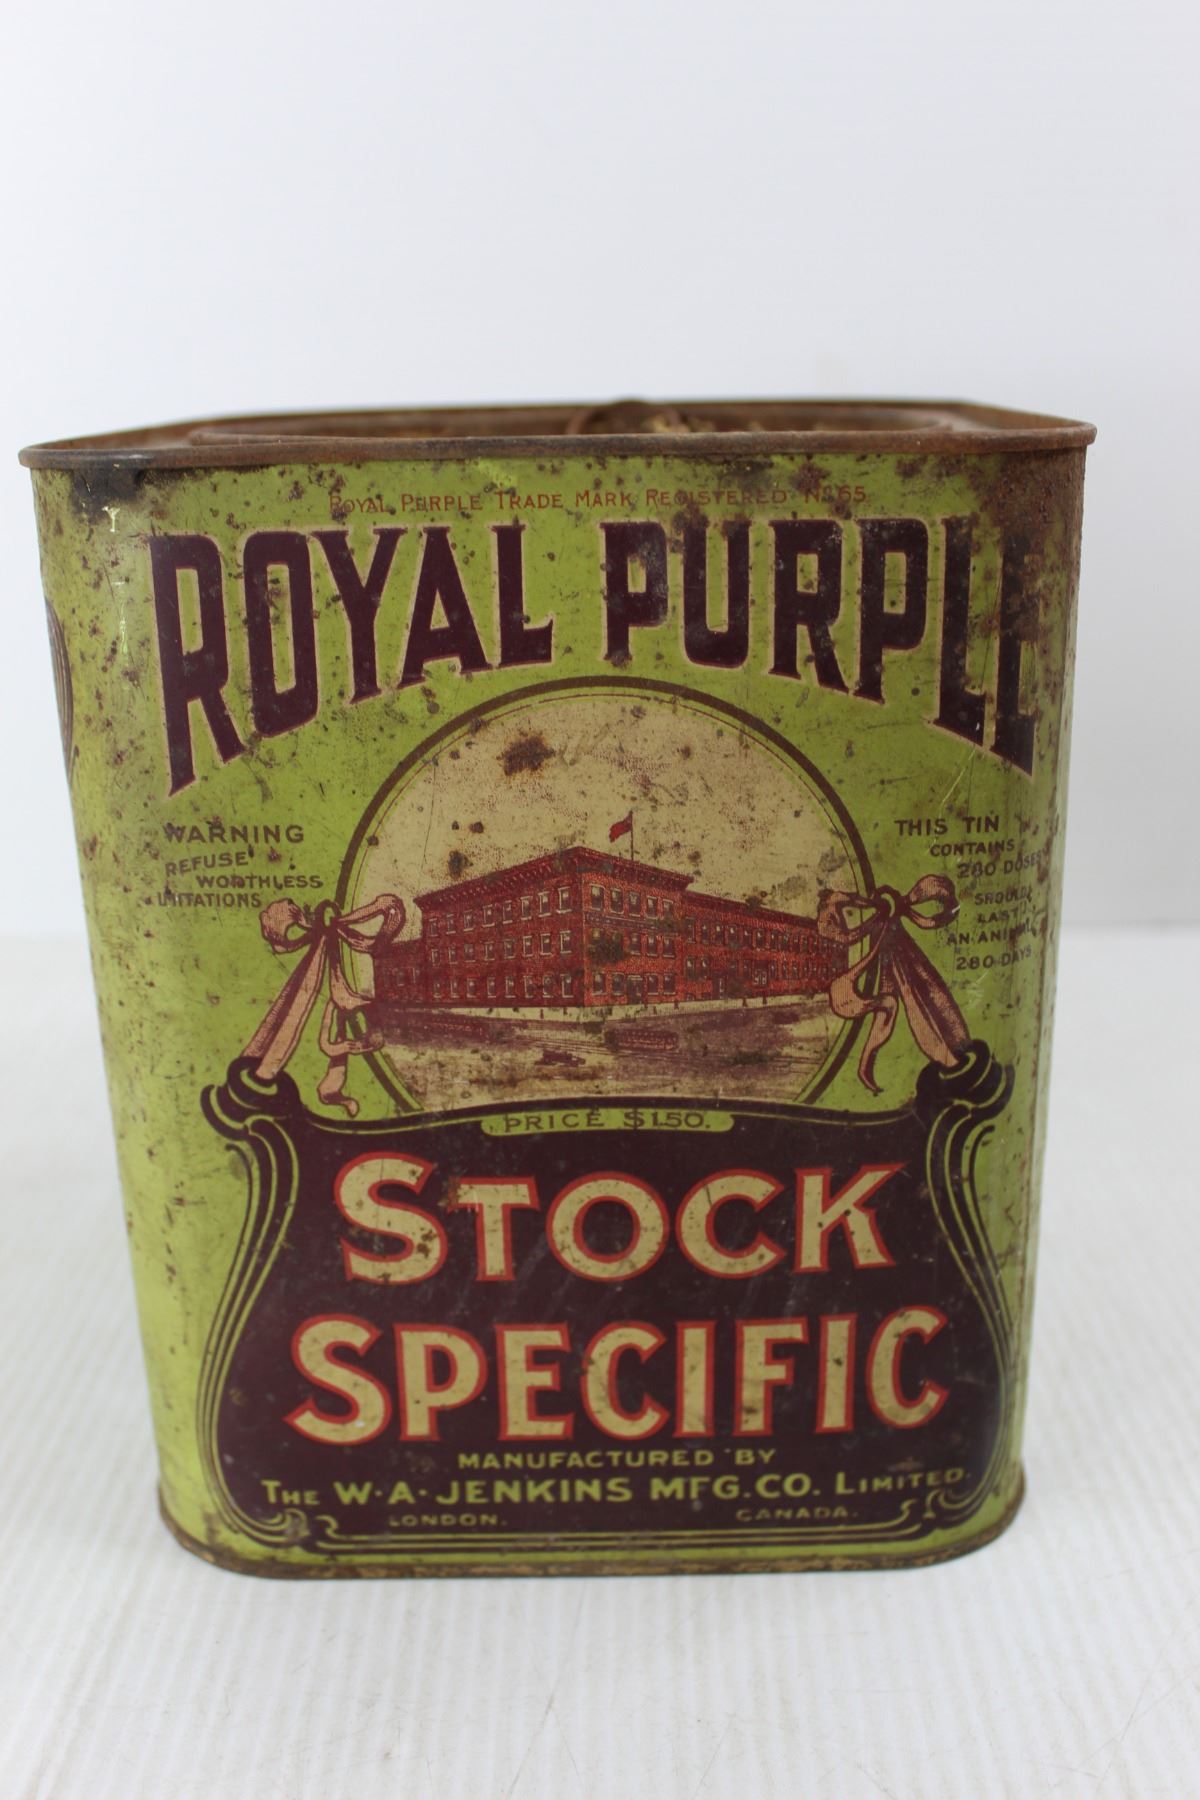 ROYAL PURPLE TRADE MARK REGISTERED No 65
ROYAL PURPLE
WARNING
REFUSE
WORTHLESS
IMITATIONS
THIS TIN
CONTAINS
280 DOSES
SHOULD
LAST
AN ANIMAL
280 DAYS
PRICE $1.50.
STOCK
SPECIFIC
MANUFACTURED BY
THE W. A. JENKINS MFG. CO. LIMITED.
LONDON. CANADA.